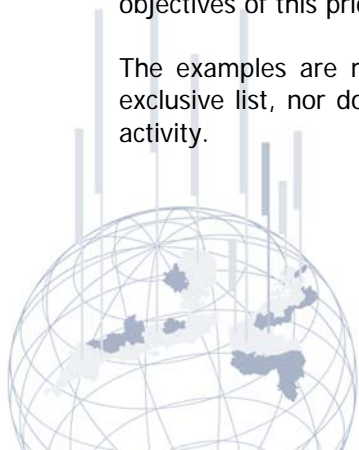 objectives of this pri
The examples are r
exclusive list, nor do
activity.